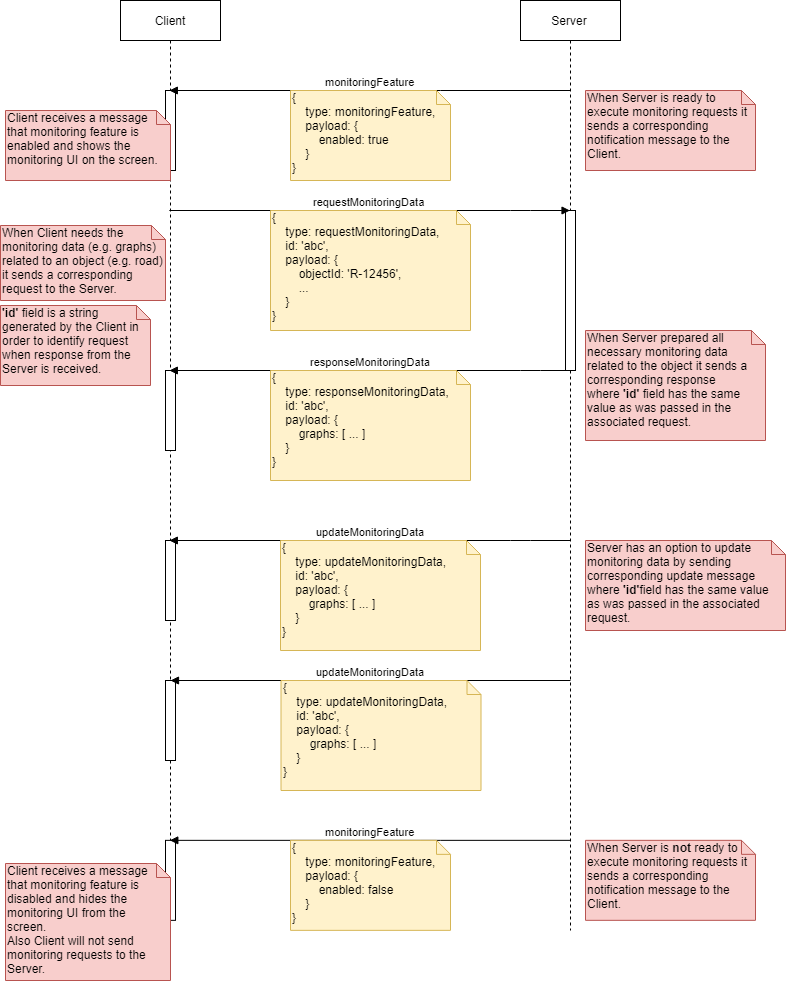 Client
Server
monitoringFeature
{
type: monitoringFeature,
payload: {
enabled: true
}
}
Client receives a message
that monitoring feature is
enabled and shows the
monitoring UI on the screen.
When Server is ready to
execute monitoring requests it
sends a corresponding
notification message to the
Client.
requestMonitoringData
{
type: requestMonitoringData,
id: 'abc',
payload: {
objectId: 'R-12456',
...
}
}
When Client needs the
monitoring data (e.g. graphs)
related to an object (e.g. road)
it sends a corresponding
request to the Server.
'id' field is a string
generated by the Client in
order to identify request
when response from the
Server is received.
When Server prepared all
necessary monitoring data
related to the object it sends a
corresponding response
where 'id' field has the same
value as was passed in the
associated request.
responseMonitoringData
{
type: responseMonitoringData,
id: 'abc',
payload: {
graphs: [ ... ]
}
}
updateMonitoringData
{
type: updateMonitoringData,
id: 'abc',
payload: {
graphs: [ ... ]
}
}
Server has an option to update
monitoring data by sending
corresponding update message
where 'id'field has the same value
as was passed in the associated
request.
updateMonitoringData
{
type: updateMonitoringData,
id: 'abc',
payload: {
graphs: [ ... ]
}
}
monitoringFeature
{
type: monitoringFeature,
payload: {
enabled: false
}
}
When Server is not ready to
execute monitoring requests it
sends a corresponding
notification message to the
Client.
Client receives a message
that monitoring feature is
disabled and hides the
monitoring UI from the
screen.
Also Client will not send
monitoring requests to the
Server.